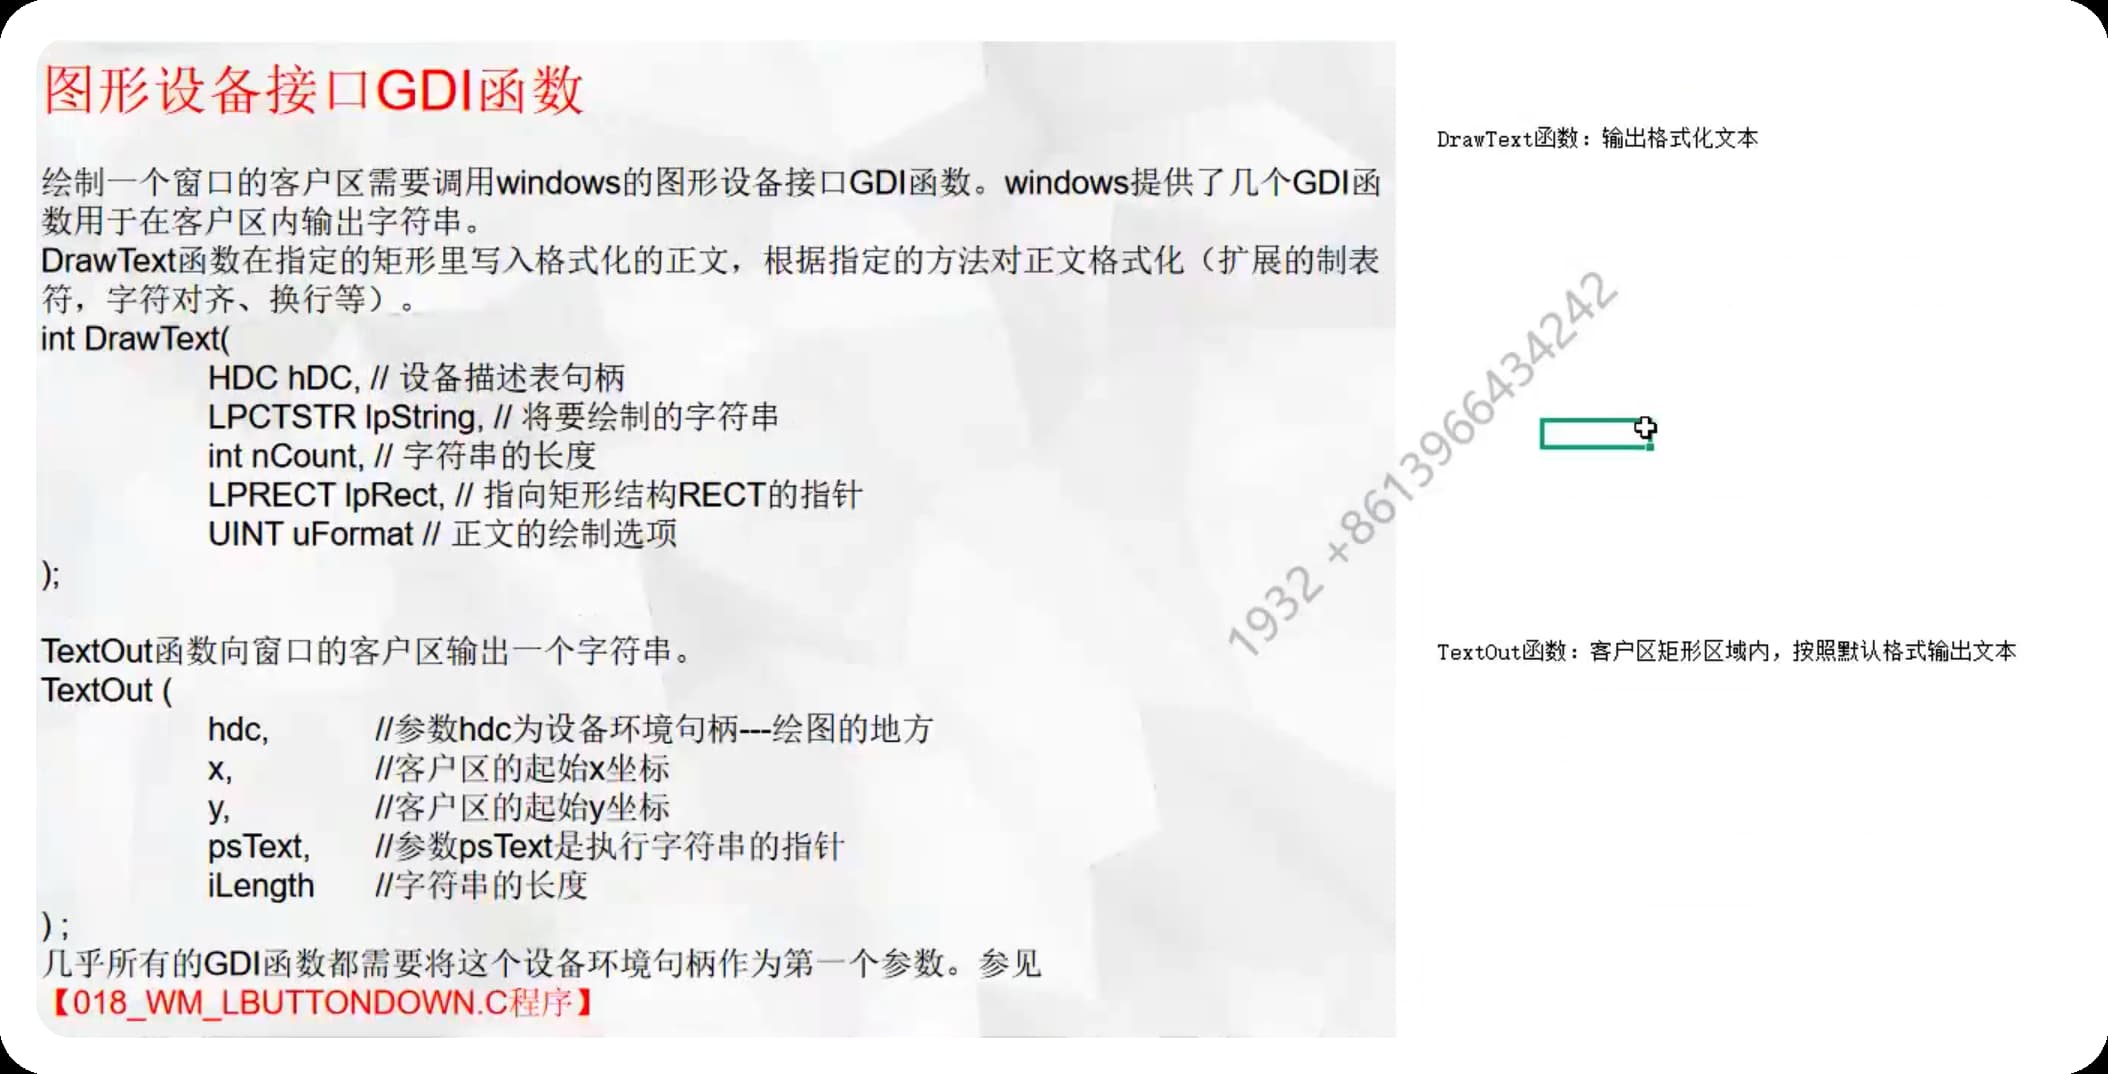 图形设备接口GDI函数
绘制一个窗口的客户区需要调用windows的图形设备接口GDI函数。windows提供了几个GDI函
数用于在客户区内输出字符串。
DrawText函数在指定的矩形里写入格式化的正文，根据指定的方法对正文格式化（扩展的制表
符，字符对齐、换行等）。
int DrawText(
HDC hDC, // 设备描述表句柄
LPCTSTR lpString, // 将要绘制的字符串
int nCount, // 字符串的长度
LPRECT lpRect, // 指向矩形结构RECT的指针
UINT uFormat // 正文的绘制选项
);
TextOut函数向窗口的客户区输出一个字符串。
TextOut (
hdc, //参数hdc为设备环境句柄---绘图的地方
x, //客户区的起始x坐标
y, //客户区的起始y坐标
psText, //参数psText是执行字符串的指针
iLength //字符串的长度
) ;
几乎所有的GDI函数都需要将这个设备环境句柄作为第一个参数。参见
【018_WM_LBUTTONDOWN.C程序】
DrawText函数：输出格式化文本
1932 +8613966434242
TextOut函数：客户区矩形区域内，按照默认格式输出文本